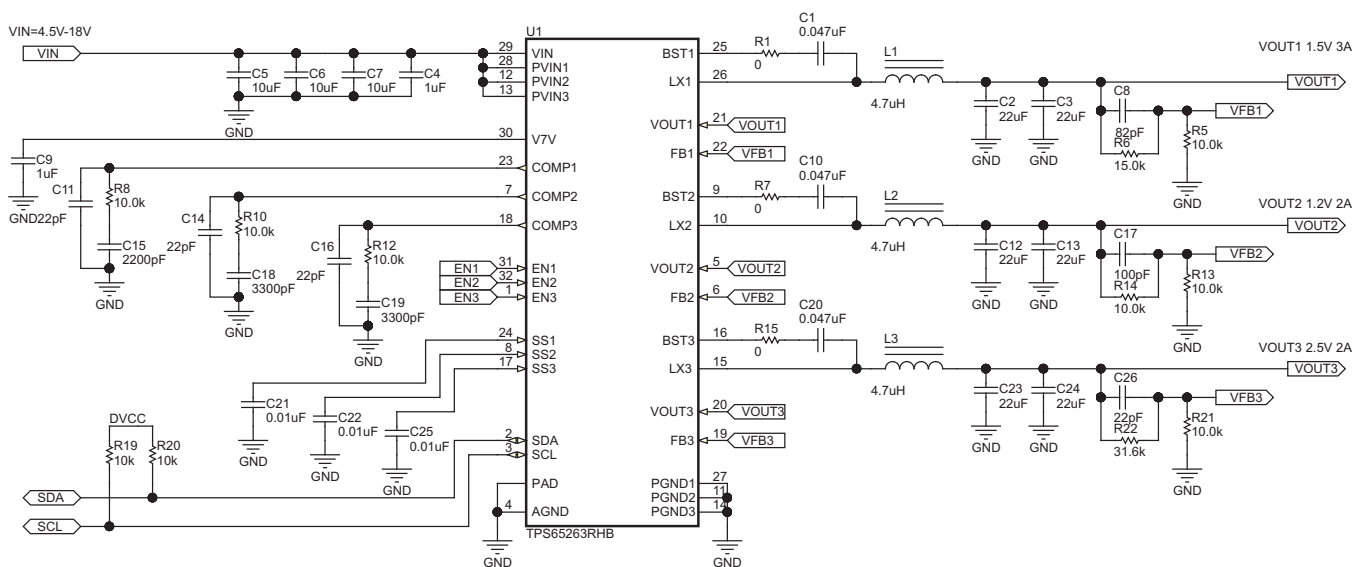 VIN=4.5V-18V
VIN
C5
10uF
C6
10uF
C7
10uF
C4
1uF
GND
U1
29 VIN
28 PVIN1
12 PVIN2
13 PVIN3
30 V7V
23 COMP1
7 COMP2
18 COMP3
EN1 31 EN1
EN2 32 EN2
EN3 1 EN3
24 SS1
8 SS2
17 SS3
2 SDA
3 SCL
PAD
4 AGND
TPS65263RHB
GND
BST1 25
LX1 26
VOUT1 21 VOUT1
FB1 22 VFB1
BST2 9
LX2 10
VOUT2 5 VOUT2
FB2 6 VFB2
BST3 16
LX3 15
VOUT3 20 VOUT3
FB3 19 VFB3
PGND1 27
PGND2 11
PGND3 14
GND
C9
1uF
GND
C11
22pF
R8
10.0k
C15
2200pF
GND
C14
22pF
R10
10.0k
C18
3300pF
GND
C16
22pF
R12
10.0k
C19
3300pF
GND
C21
0.01uF
GND
C22
0.01uF
GND
C25
0.01uF
GND
DVCC
R19
10k
R20
10k
SDA
SCL
R1
0
C1
0.047uF
L1
4.7uH
C2
22uF
GND
C3
22uF
GND
C8
82pF
R6
15.0k
R5
10.0k
GND
VFB1
VOUT1 1.5V 3A
VOUT1
R7
0
C10
0.047uF
L2
4.7uH
C12
22uF
GND
C13
22uF
GND
C17
100pF
R14
10.0k
R13
10.0k
GND
VFB2
VOUT2 1.2V 2A
VOUT2
R15
0
C20
0.047uF
L3
4.7uH
C23
22uF
GND
C24
22uF
GND
C26
22pF
R22
31.6k
R21
10.0k
GND
VFB3
VOUT3 2.5V 2A
VOUT3